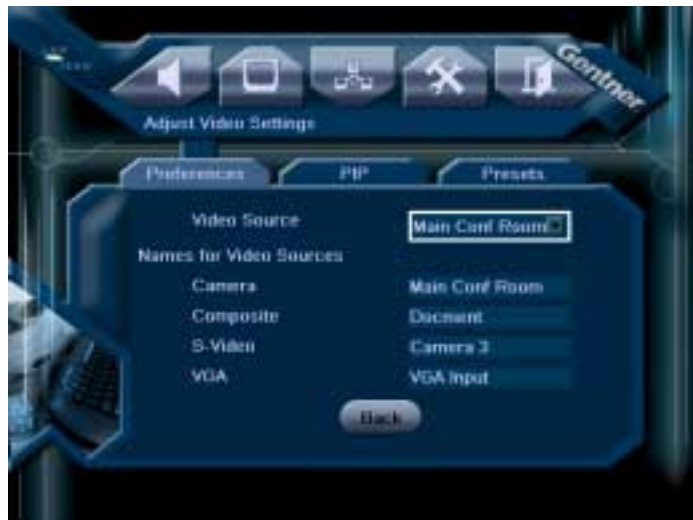 Gentner
Adjust Video Settings
Preferences PIP Presets
Video Source Main Conf Room
Names for Video Sources
Camera Main Conf Room
Composite Docment
S-Video Camera 3
VGA VGA Input
Back